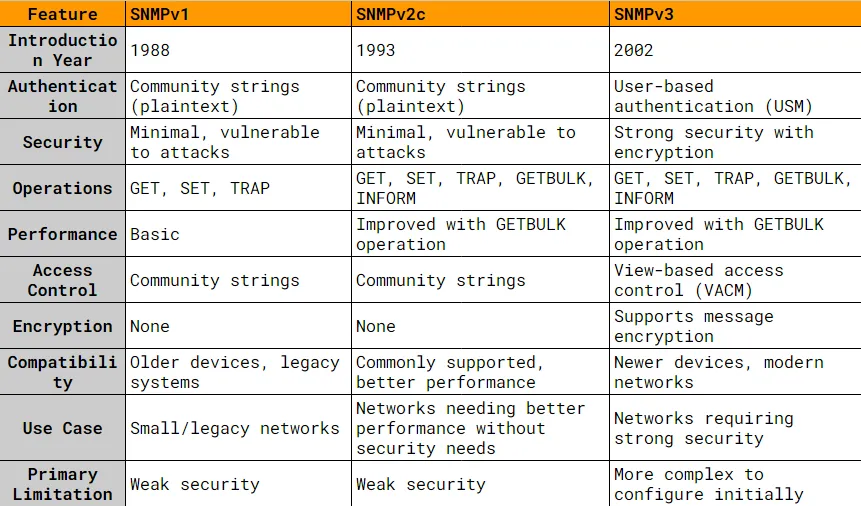 Feature SNMPv1 SNMPv2c SNMPv3
Introductio
n Year
1988
1993
2002
Authenticat
ion
Community strings
(plaintext)
Community strings
(plaintext)
User-based
authentication (USM)
Security
Minimal, vulnerable
to attacks
Minimal, vulnerable to
attacks
Strong security with
encryption
Operations
GET, SET, TRAP
GET, SET, TRAP, GETBULK,
INFORM
GET, SET, TRAP, GETBULK,
INFORM
Performance
Basic
Improved with GETBULK
operation
Improved with GETBULK
operation
Access
Control
Community strings
Community strings
View-based access
control (VACM)
Encryption
None
None
Supports message
encryption
Compatibili
ty
Older devices, legacy
systems
Commonly supported,
better performance
Newer devices, modern
networks
Use Case
Small/legacy networks
Networks needing better
performance without
security needs
Networks requiring
strong security
Primary
Limitation
Weak security
Weak security
More complex to
configure initially